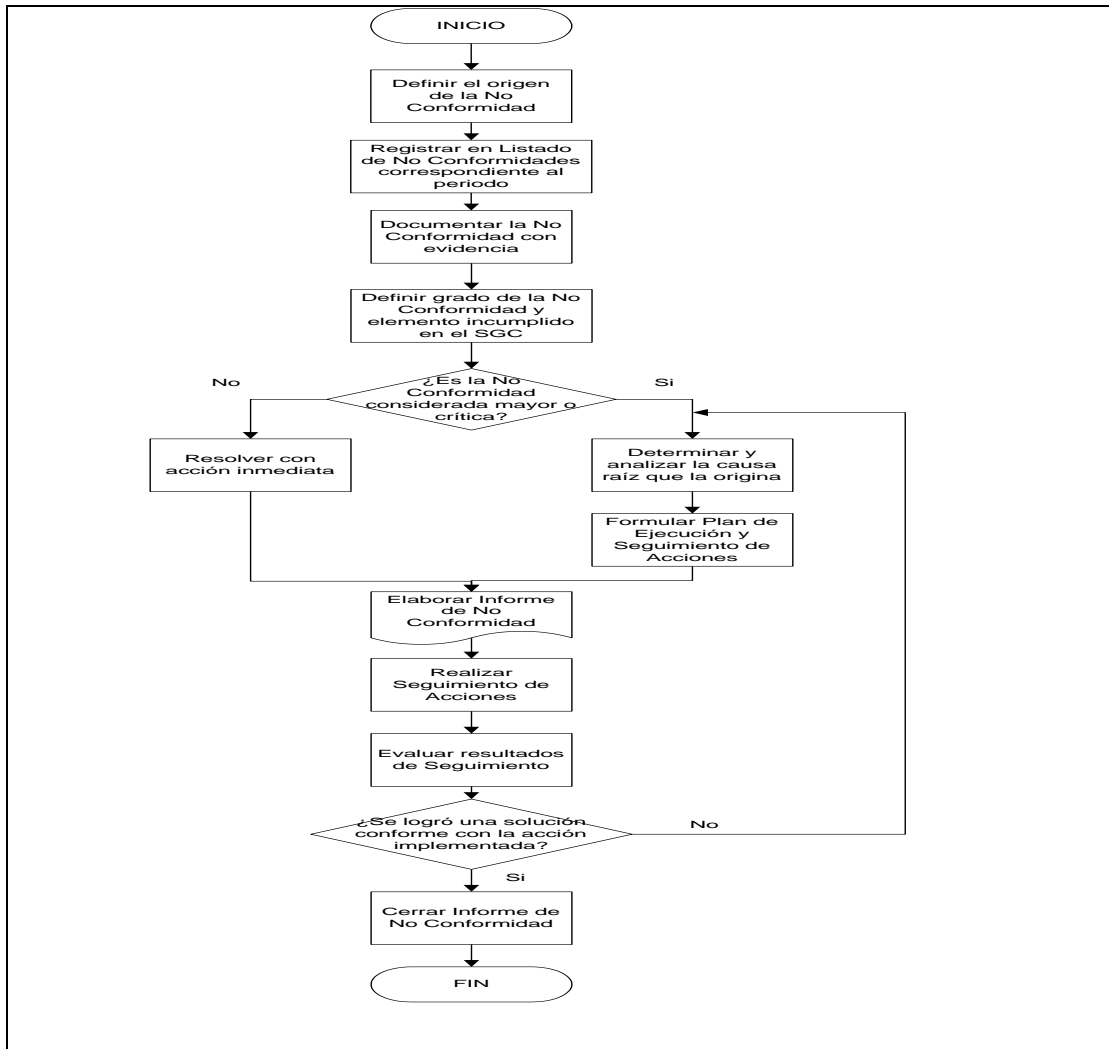 INICIO
Definir el origen
de la No
Conformidad
Registrar en Listado
de No Conformidades
correspondiente al
periodo
Documentar la No
Conformidad con
evidencia
Definir grado de la No
Conformidad y
elemento incumplido
en el SGC
¿Es la No
Conformidad
considerada mayor o
crítica?
No
Si
Resolver con
acción inmediata
Determinar y
analizar la causa
raíz que la origina
Formular Plan de
Ejecución y
Seguimiento de
Acciones
Elaborar Informe
de No
Conformidad
Realizar
Seguimiento de
Acciones
Evaluar resultados
de Seguimiento
¿Se logró una solución
conforme con la acción
implementada?
No
Si
Cerrar Informe de
No Conformidad
FIN